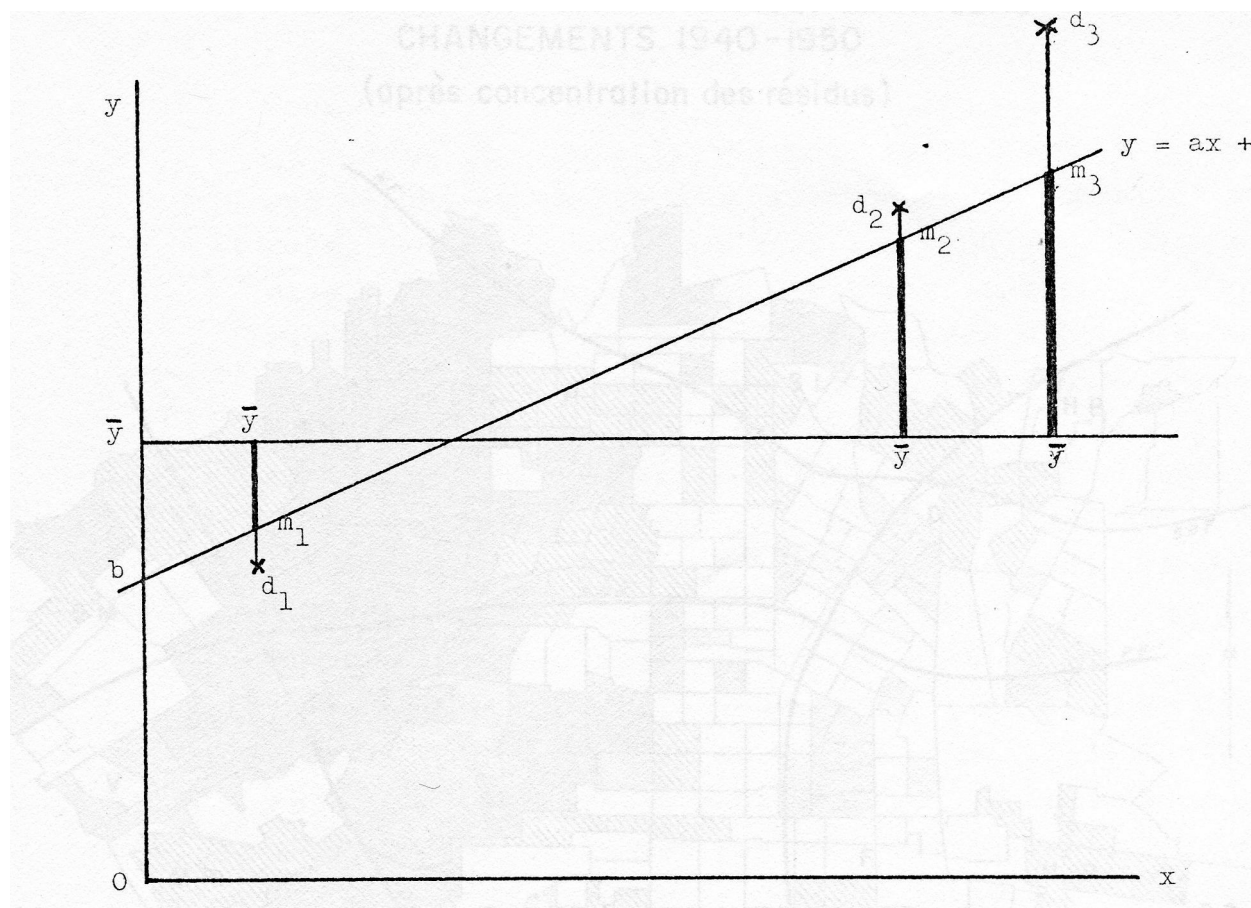 CHANGEMENTS 1940-1950
(après concentration des résidus)
d3
y
y = ax +
m3
d2
m2
ȳ
ȳ
ȳ
ȳ
m1
b
d1
O
x